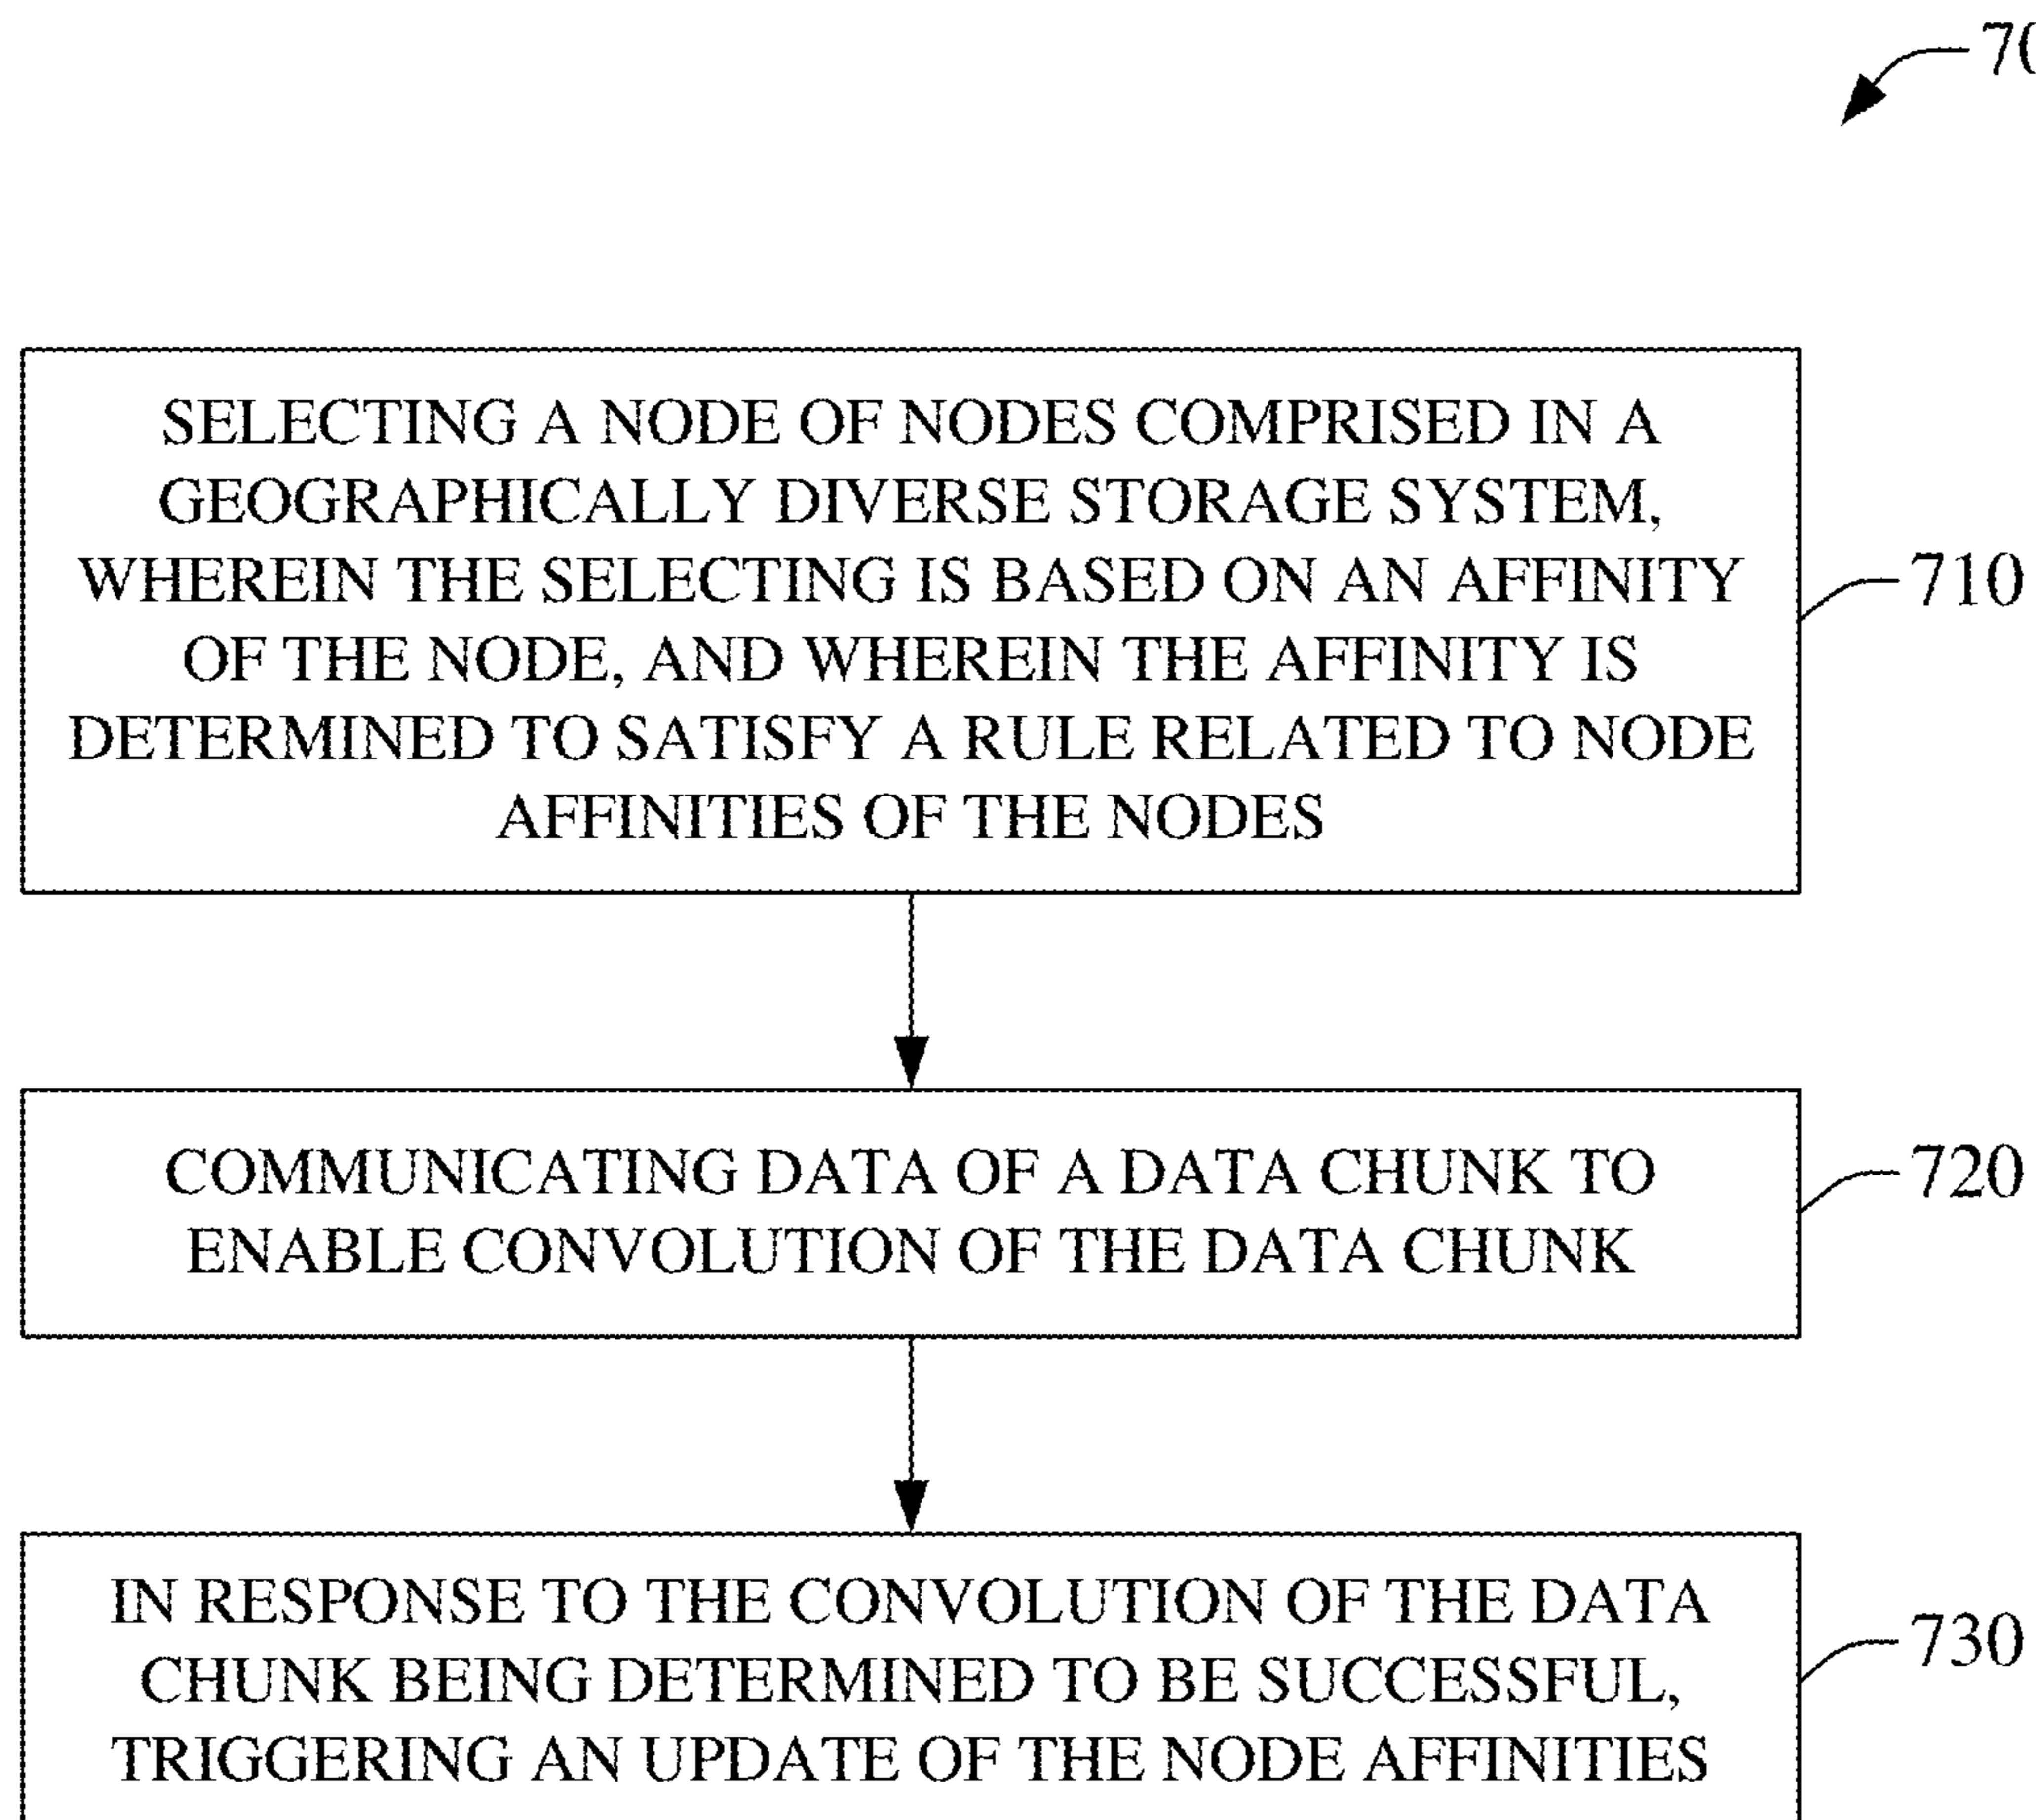 SELECTING A NODE OF NODES COMPRISED IN A
GEOGRAPHICALLY DIVERSE STORAGE SYSTEM,
WHEREIN THE SELECTING IS BASED ON AN AFFINITY
OF THE NODE, AND WHEREIN THE AFFINITY IS
DETERMINED TO SATISFY A RULE RELATED TO NODE
AFFINITIES OF THE NODES
710
COMMUNICATING DATA OF A DATA CHUNK TO
ENABLE CONVOLUTION OF THE DATA CHUNK
720
IN RESPONSE TO THE CONVOLUTION OF THE DATA
CHUNK BEING DETERMINED TO BE SUCCESSFUL,
TRIGGERING AN UPDATE OF THE NODE AFFINITIES
730